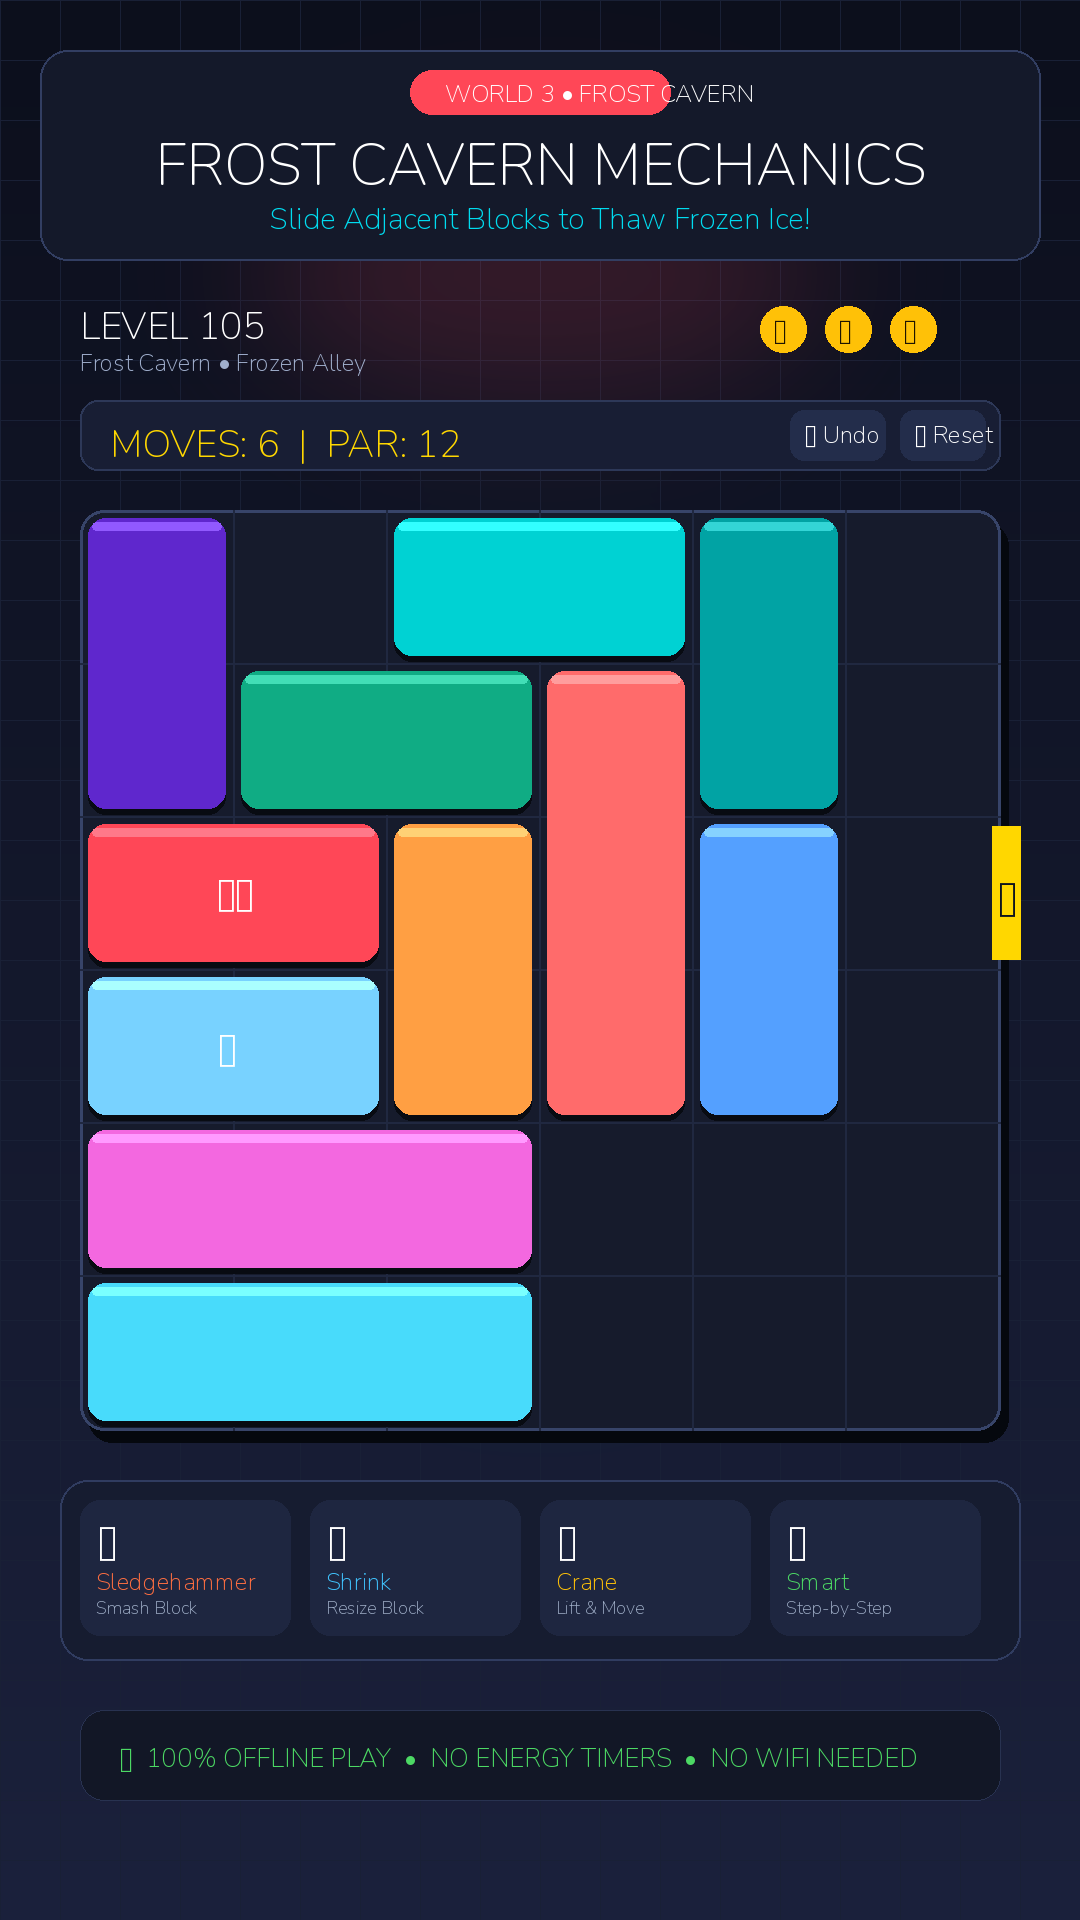 WORLD 3 • FROST CAVERN
FROST CAVERN MECHANICS
Slide Adjacent Blocks to Thaw Frozen Ice!
LEVEL 105
Frost Cavern • Frozen Alley
MOVES: 6 | PAR: 12
Undo
Reset
Sledgehammer
Smash Block
Shrink
Resize Block
Crane
Lift & Move
Smart
Step-by-Step
100% OFFLINE PLAY • NO ENERGY TIMERS • NO WIFI NEEDED